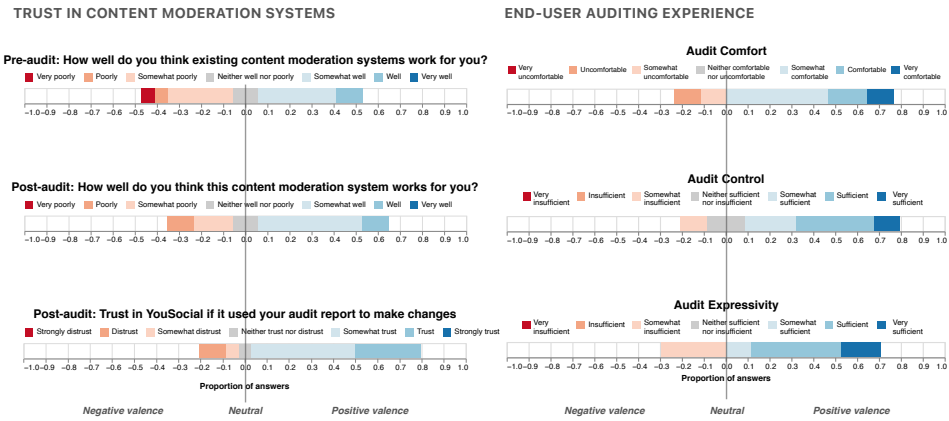 TRUST IN CONTENT MODERATION SYSTEMS
Pre-audit: How well do you think existing content moderation systems work for you?
Very poorly Poorly Somewhat poorly Neither well nor poorly Somewhat well Well Very well
−1.0 −0.9 −0.8 −0.7 −0.6 −0.5 −0.4 −0.3 −0.2 −0.1 0.0 0.1 0.2 0.3 0.4 0.5 0.6 0.7 0.8 0.9 1.0
Post-audit: How well do you think this content moderation system works for you?
Very poorly Poorly Somewhat poorly Neither well nor poorly Somewhat well Well Very well
−1.0 −0.9 −0.8 −0.7 −0.6 −0.5 −0.4 −0.3 −0.2 −0.1 0.0 0.1 0.2 0.3 0.4 0.5 0.6 0.7 0.8 0.9 1.0
Post-audit: Trust in YouSocial if it used your audit report to make changes
Strongly distrust Distrust Somewhat distrust Neither trust nor distrust Somewhat trust Trust Strongly trust
−1.0 −0.9 −0.8 −0.7 −0.6 −0.5 −0.4 −0.3 −0.2 −0.1 0.0 0.1 0.2 0.3 0.4 0.5 0.6 0.7 0.8 0.9 1.0
Proportion of answers
Negative valence Neutral Positive valence
END-USER AUDITING EXPERIENCE
Audit Comfort
Very uncomfortable Uncomfortable Somewhat uncomfortable Neither comfortable nor uncomfortable Somewhat comfortable Comfortable Very comfortable
−1.0 −0.9 −0.8 −0.7 −0.6 −0.5 −0.4 −0.3 −0.2 −0.1 0.0 0.1 0.2 0.3 0.4 0.5 0.6 0.7 0.8 0.9 1.0
Audit Control
Very insufficient Insufficient Somewhat insufficient Neither sufficient nor insufficient Somewhat sufficient Sufficient Very sufficient
−1.0 −0.9 −0.8 −0.7 −0.6 −0.5 −0.4 −0.3 −0.2 −0.1 0.0 0.1 0.2 0.3 0.4 0.5 0.6 0.7 0.8 0.9 1.0
Audit Expressivity
Very insufficient Insufficient Somewhat insufficient Neither sufficient nor insufficient Somewhat sufficient Sufficient Very sufficient
−1.0 −0.9 −0.8 −0.7 −0.6 −0.5 −0.4 −0.3 −0.2 −0.1 0.0 0.1 0.2 0.3 0.4 0.5 0.6 0.7 0.8 0.9 1.0
Proportion of answers
Negative valence Neutral Positive valence